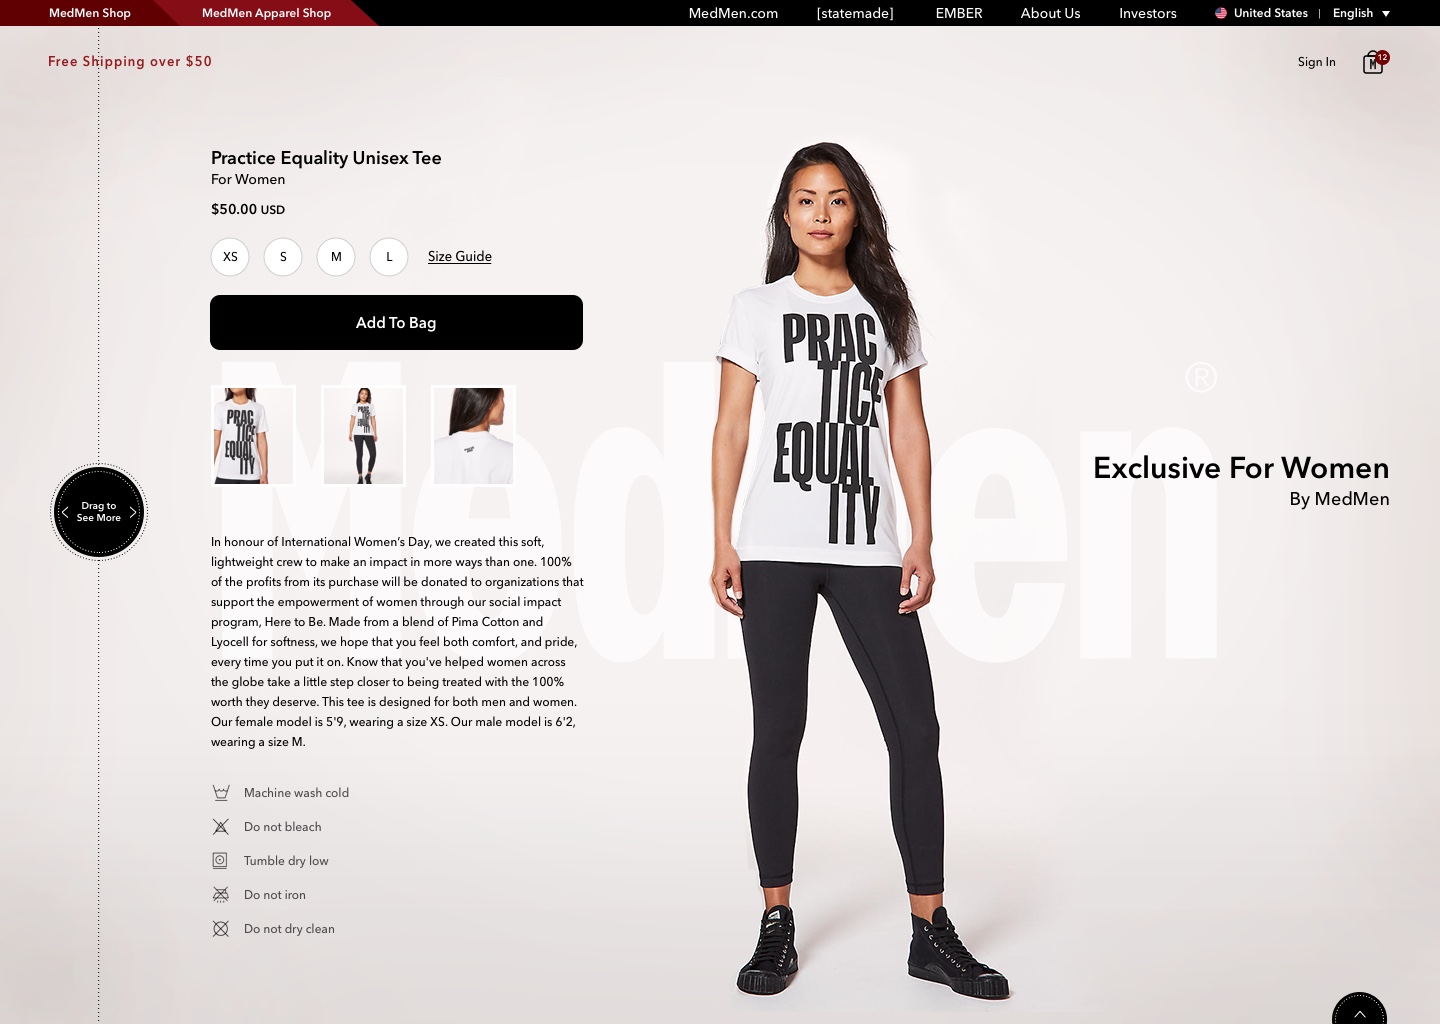 MedMen Shop
MedMen Apparel Shop
MedMen.com
[statemade]
EMBER
About Us
Investors
United States | English
Free Shipping over $50
Sign In
M
12
Practice Equality Unisex Tee
For Women
$50.00 USD
XS
S
M
L
Size Guide
Add To Bag
MedMen®
PRAC
TICE
EQUAL
ITY
PRAC
TICE
EQUAL
ITY
PRAC
TICE
EQUAL
ITY
Exclusive For Women
By MedMen
Drag to
See More
In honour of International Women’s Day, we created this soft,
lightweight crew to make an impact in more ways than one. 100%
of the profits from its purchase will be donated to organizations that
support the empowerment of women through our social impact
program, Here to Be. Made from a blend of Pima Cotton and
Lyocell for softness, we hope that you feel both comfort, and pride,
every time you put it on. Know that you've helped women across
the globe take a little step closer to being treated with the 100%
worth they deserve. This tee is designed for both men and women.
Our female model is 5'9, wearing a size XS. Our male model is 6'2,
wearing a size M.
Machine wash cold
Do not bleach
Tumble dry low
Do not iron
Do not dry clean